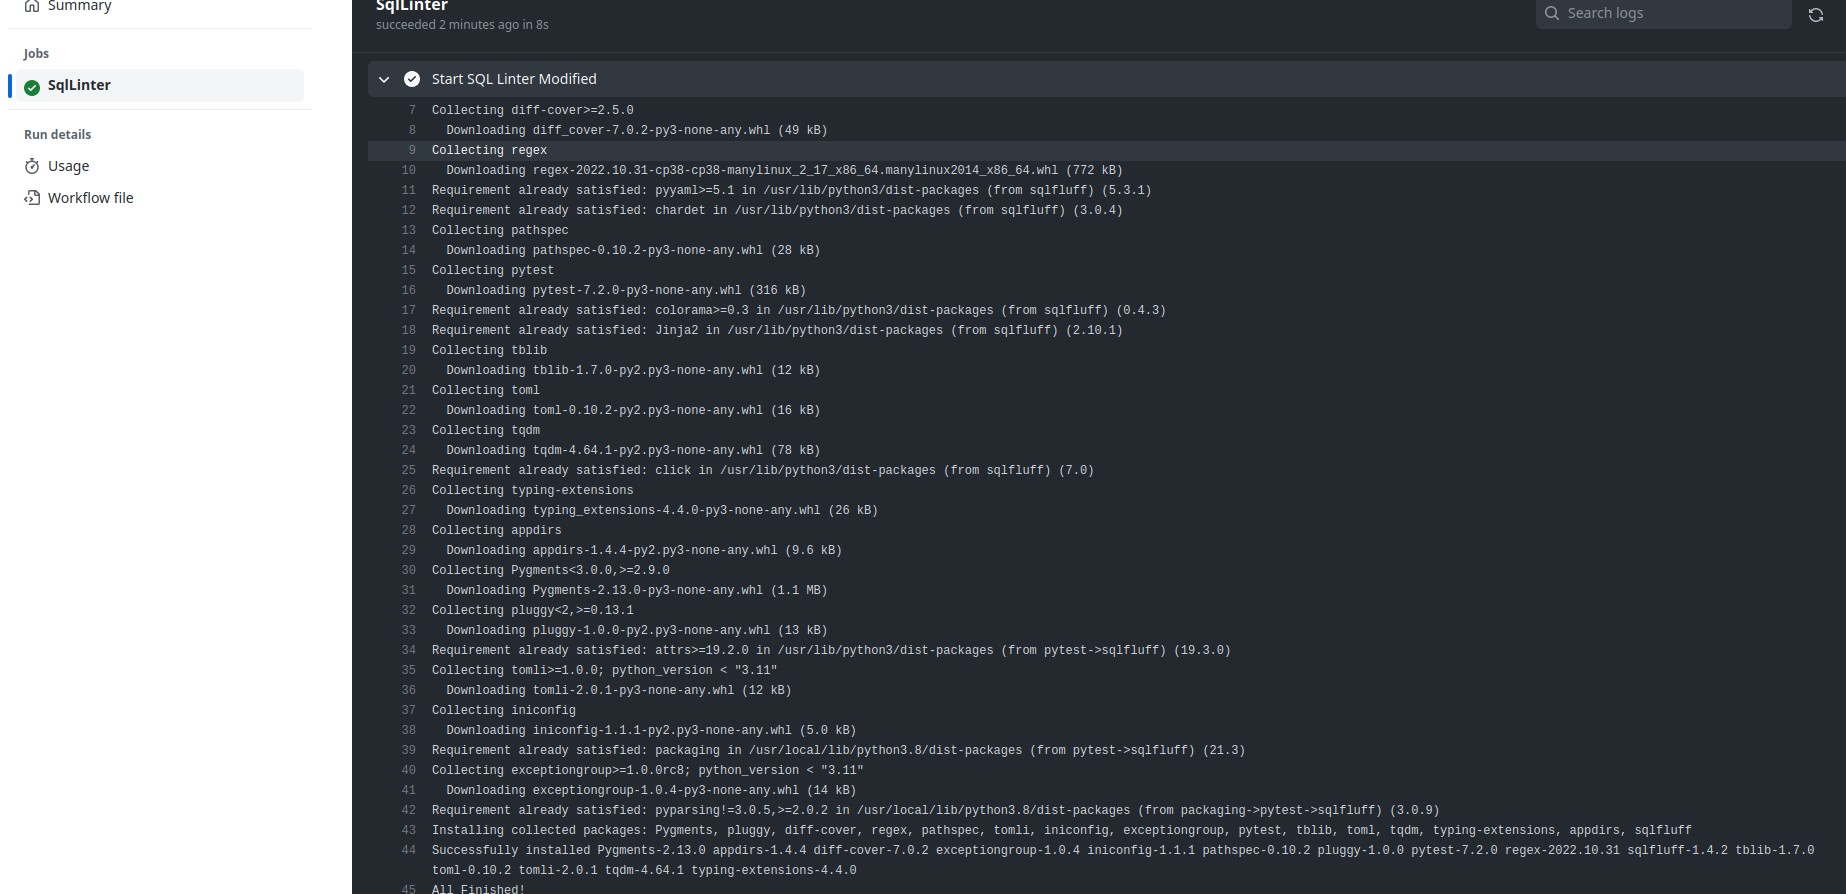 Summary
Jobs
SqlLinter
Run details
Usage
Workflow file
SqlLinter
succeeded 2 minutes ago in 8s
Search logs
Start SQL Linter Modified
7 Collecting diff-cover>=2.5.0
8 Downloading diff_cover-7.0.2-py3-none-any.whl (49 kB)
9 Collecting regex
10 Downloading regex-2022.10.31-cp38-cp38-manylinux_2_17_x86_64.manylinux2014_x86_64.whl (772 kB)
11 Requirement already satisfied: pyyaml>=5.1 in /usr/lib/python3/dist-packages (from sqlfluff) (5.3.1)
12 Requirement already satisfied: chardet in /usr/lib/python3/dist-packages (from sqlfluff) (3.0.4)
13 Collecting pathspec
14 Downloading pathspec-0.10.2-py3-none-any.whl (28 kB)
15 Collecting pytest
16 Downloading pytest-7.2.0-py3-none-any.whl (316 kB)
17 Requirement already satisfied: colorama>=0.3 in /usr/lib/python3/dist-packages (from sqlfluff) (0.4.3)
18 Requirement already satisfied: Jinja2 in /usr/lib/python3/dist-packages (from sqlfluff) (2.10.1)
19 Collecting tblib
20 Downloading tblib-1.7.0-py2.py3-none-any.whl (12 kB)
21 Collecting toml
22 Downloading toml-0.10.2-py2.py3-none-any.whl (16 kB)
23 Collecting tqdm
24 Downloading tqdm-4.64.1-py2.py3-none-any.whl (78 kB)
25 Requirement already satisfied: click in /usr/lib/python3/dist-packages (from sqlfluff) (7.0)
26 Collecting typing-extensions
27 Downloading typing_extensions-4.4.0-py3-none-any.whl (26 kB)
28 Collecting appdirs
29 Downloading appdirs-1.4.4-py2.py3-none-any.whl (9.6 kB)
30 Collecting Pygments<3.0.0,>=2.9.0
31 Downloading Pygments-2.13.0-py3-none-any.whl (1.1 MB)
32 Collecting pluggy<2,>=0.13.1
33 Downloading pluggy-1.0.0-py2.py3-none-any.whl (13 kB)
34 Requirement already satisfied: attrs>=19.2.0 in /usr/lib/python3/dist-packages (from pytest->sqlfluff) (19.3.0)
35 Collecting tomli>=1.0.0; python_version < "3.11"
36 Downloading tomli-2.0.1-py3-none-any.whl (12 kB)
37 Collecting iniconfig
38 Downloading iniconfig-1.1.1-py2.py3-none-any.whl (5.0 kB)
39 Requirement already satisfied: packaging in /usr/local/lib/python3.8/dist-packages (from pytest->sqlfluff) (21.3)
40 Collecting exceptiongroup>=1.0.0rc8; python_version < "3.11"
41 Downloading exceptiongroup-1.0.4-py3-none-any.whl (14 kB)
42 Requirement already satisfied: pyparsing!=3.0.5,>=2.0.2 in /usr/local/lib/python3.8/dist-packages (from packaging->pytest->sqlfluff) (3.0.9)
43 Installing collected packages: Pygments, pluggy, diff-cover, regex, pathspec, tomli, iniconfig, exceptiongroup, pytest, tblib, toml, tqdm, typing-extensions, appdirs, sqlfluff
44 Successfully installed Pygments-2.13.0 appdirs-1.4.4 diff-cover-7.0.2 exceptiongroup-1.0.4 iniconfig-1.1.1 pathspec-0.10.2 pluggy-1.0.0 pytest-7.2.0 regex-2022.10.31 sqlfluff-1.4.2 tblib-1.7.0
toml-0.10.2 tomli-2.0.1 tqdm-4.64.1 typing-extensions-4.4.0
45 All Finished!